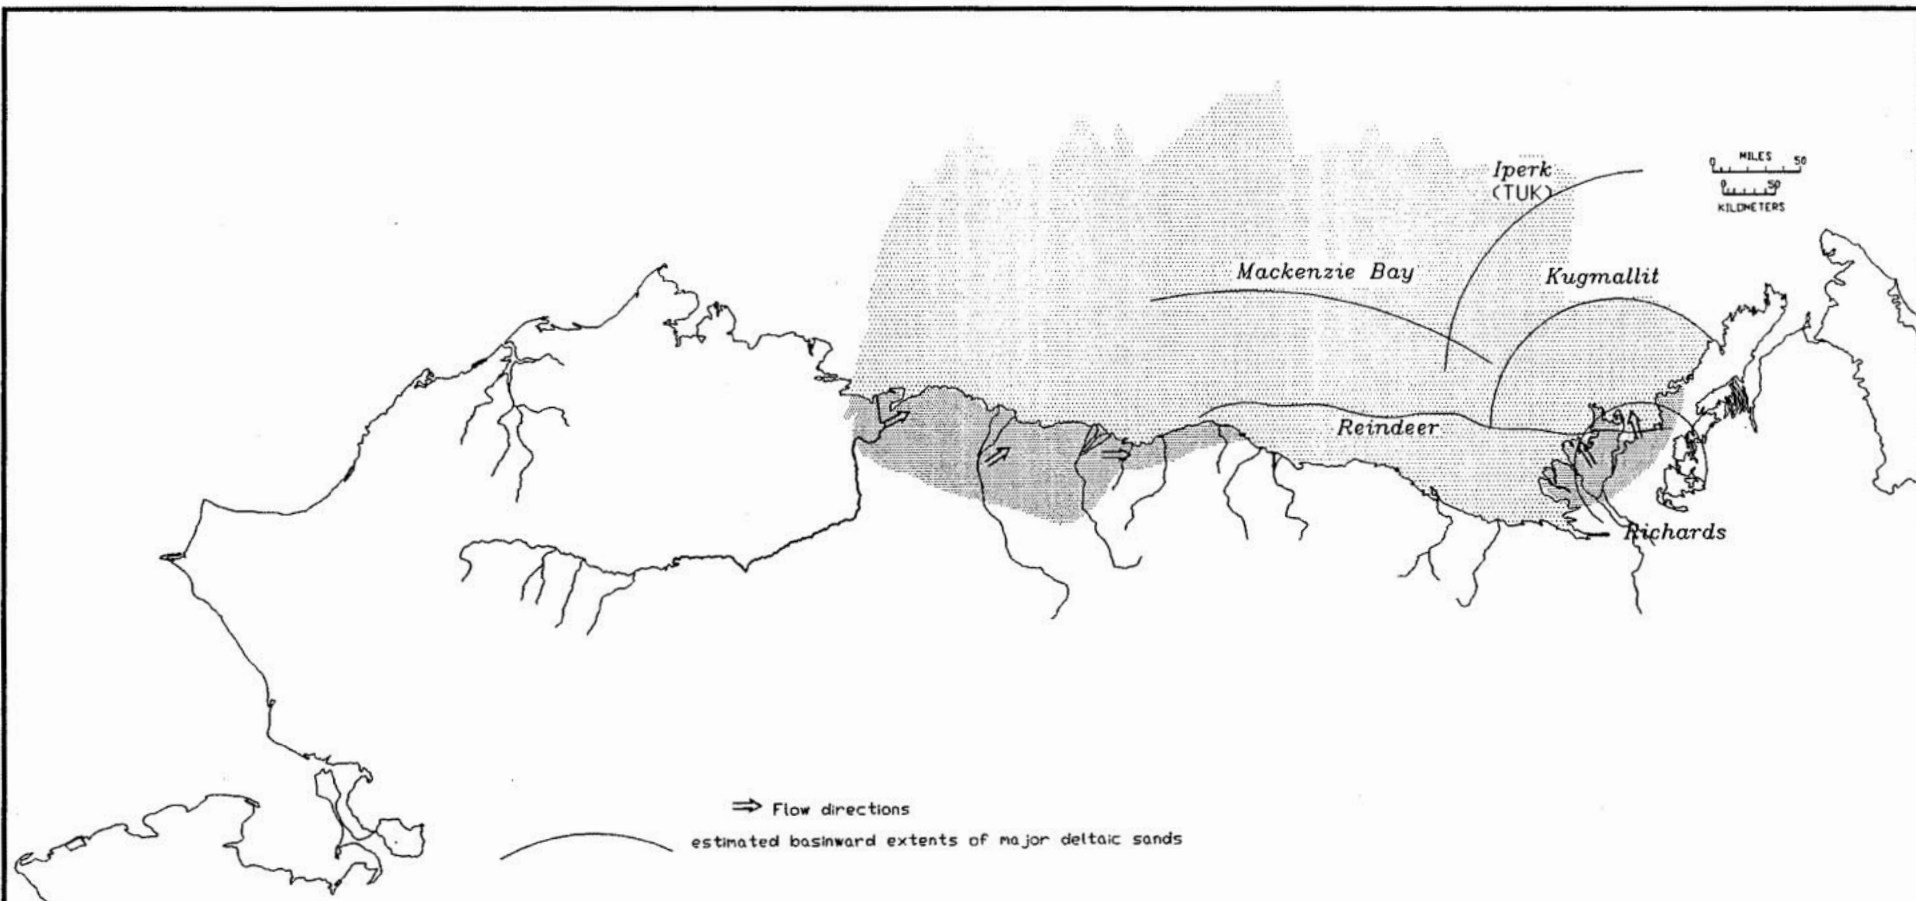 Iperk
(TUK)
0 MILES 50
0 50
KILOMETERS
Mackenzie Bay
Kugmallit
Reindeer
Richards
Flow directions
estimated basinward extents of major deltaic sands